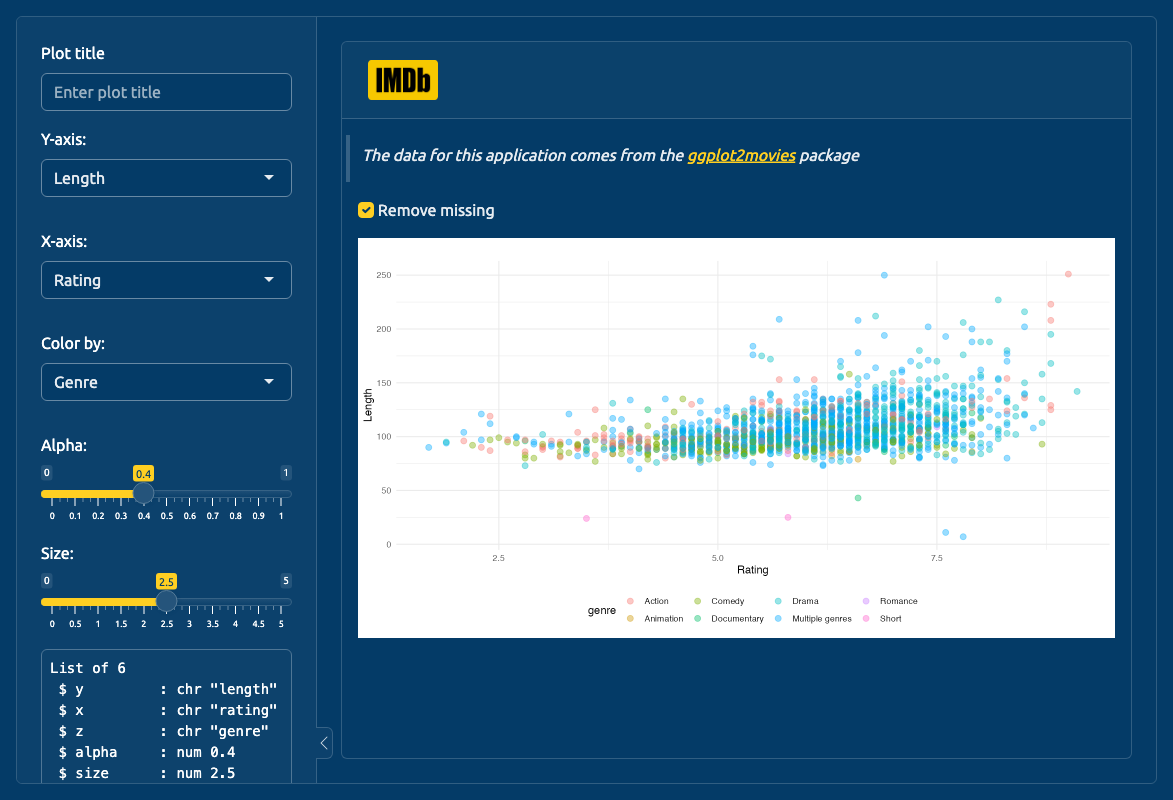 Plot title
Enter plot title
Y-axis:
Length
X-axis:
Rating
Color by:
Genre
Alpha:
0 0.4 1
0 0.1 0.2 0.3 0.4 0.5 0.6 0.7 0.8 0.9 1
Size:
0 2.5 5
0 0.5 1 1.5 2 2.5 3 3.5 4 4.5 5
List of 6
$ y : chr "length"
$ x : chr "rating"
$ z : chr "genre"
$ alpha : num 0.4
$ size : num 2.5
IMDb
The data for this application comes from the ggplot2movies package
Remove missing
Length
250
200
150
100
50
0
2.5 5.0 7.5
Rating
genre
Action Comedy Drama Romance
Animation Documentary Multiple genres Short